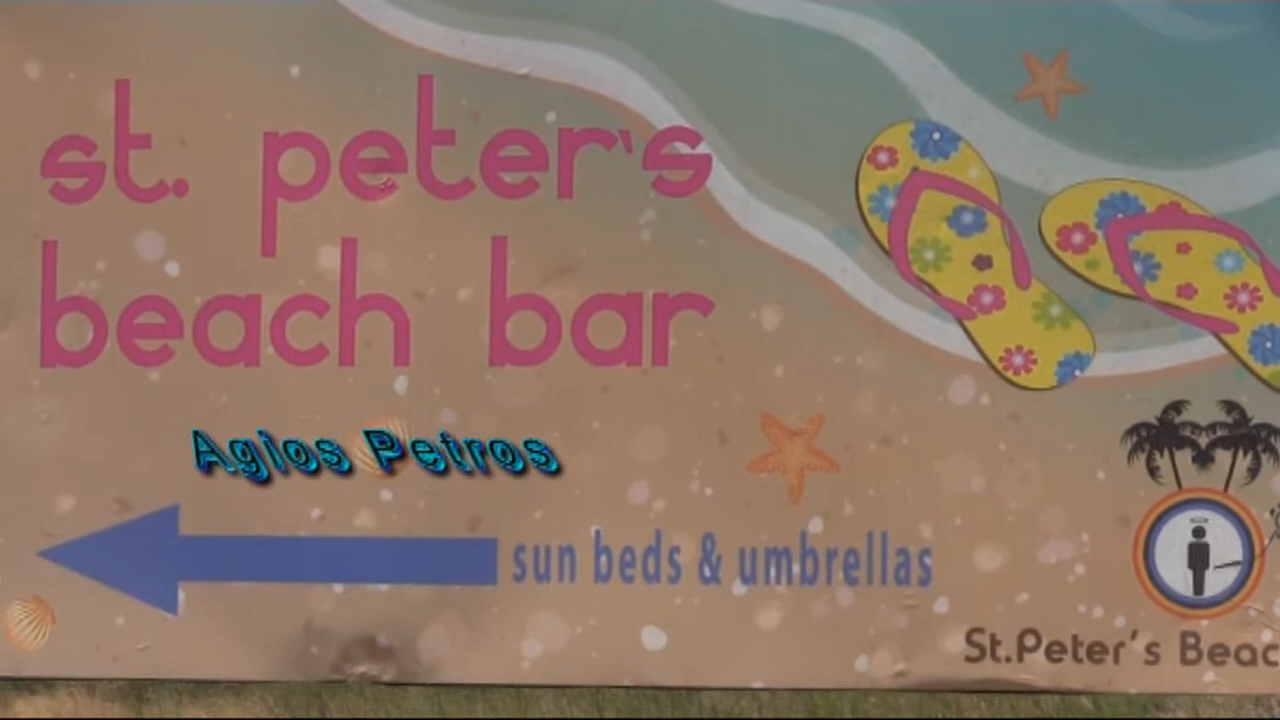 st. peter's
beach bar
Agios Petros
sun beds & umbrellas
St.Peter's Beac